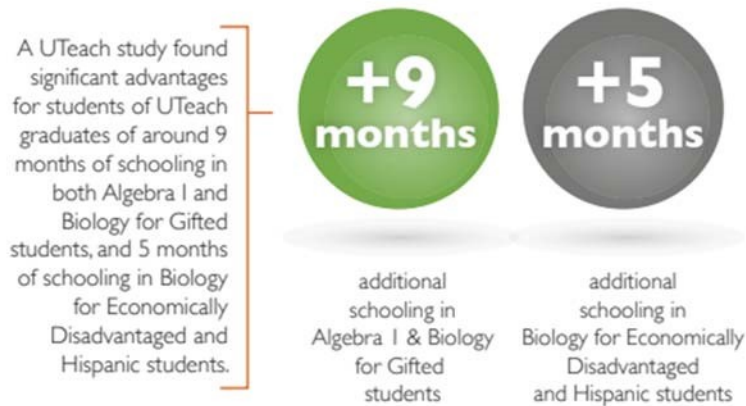 A UTeach study found
significant advantages
for students of UTeach
graduates of around 9
months of schooling in
both Algebra I and
Biology for Gifted
students, and 5 months
of schooling in Biology
for Economically
Disadvantaged and
Hispanic students.
+9
months
additional
schooling in
Algebra I & Biology
for Gifted
students
+5
months
additional
schooling in
Biology for Economically
Disadvantaged
and Hispanic students